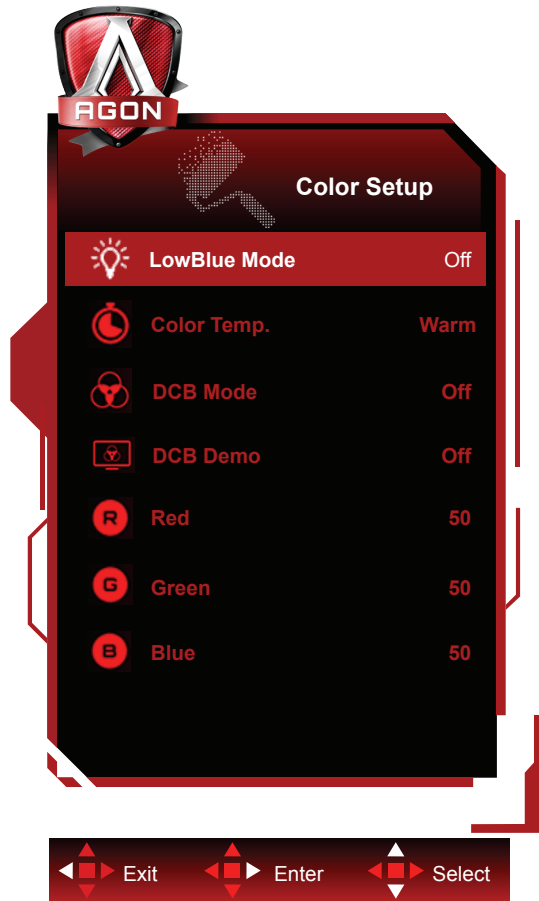 AGON
Color Setup
LowBlue Mode Off
Color Temp. Warm
DCB Mode Off
DCB Demo Off
R Red 50
G Green 50
B Blue 50
Exit Enter Select